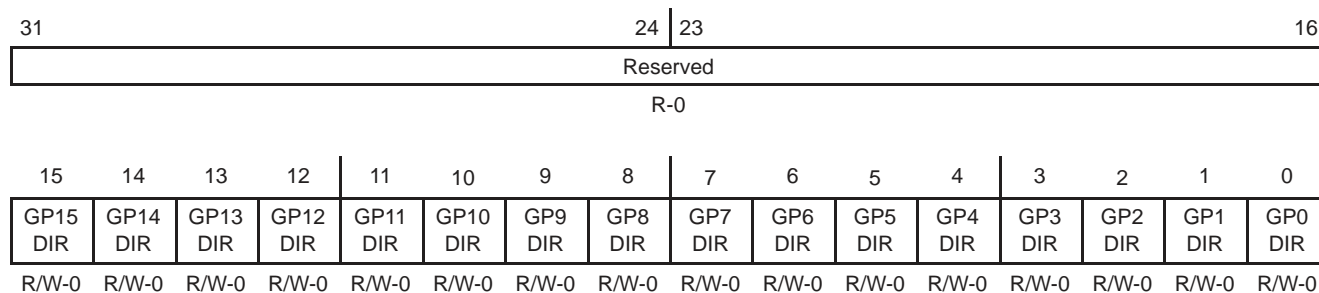 31 24 23 16
Reserved
R-0
15 14 13 12 11 10 9 8 7 6 5 4 3 2 1 0
GP15 GP14 GP13 GP12 GP11 GP10 GP9 GP8 GP7 GP6 GP5 GP4 GP3 GP2 GP1 GP0
DIR DIR DIR DIR DIR DIR DIR DIR DIR DIR DIR DIR DIR DIR DIR DIR
R/W-0 R/W-0 R/W-0 R/W-0 R/W-0 R/W-0 R/W-0 R/W-0 R/W-0 R/W-0 R/W-0 R/W-0 R/W-0 R/W-0 R/W-0 R/W-0